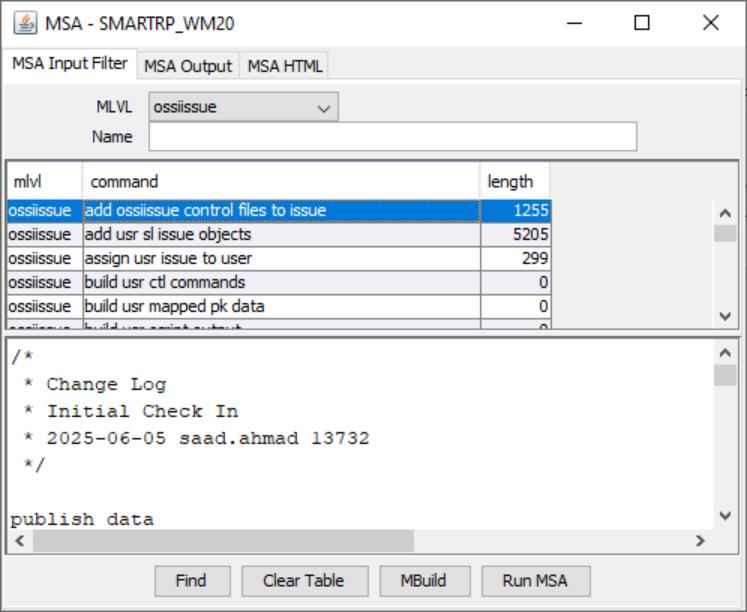 MSA - SMARTRP_WM20
MSA Input Filter MSA Output MSA HTML
MLVL ossiissue
Name
mlvl command length
ossiissue add ossiissue control files to issue 1255
ossiissue add usr sl issue objects 5205
ossiissue assign usr issue to user 299
ossiissue build usr ctl commands 0
ossiissue build usr mapped pk data 0
/*
* Change Log
* Initial Check In
* 2025-06-05 saad.ahmad 13732
*/
publish data
Find Clear Table MBuild Run MSA